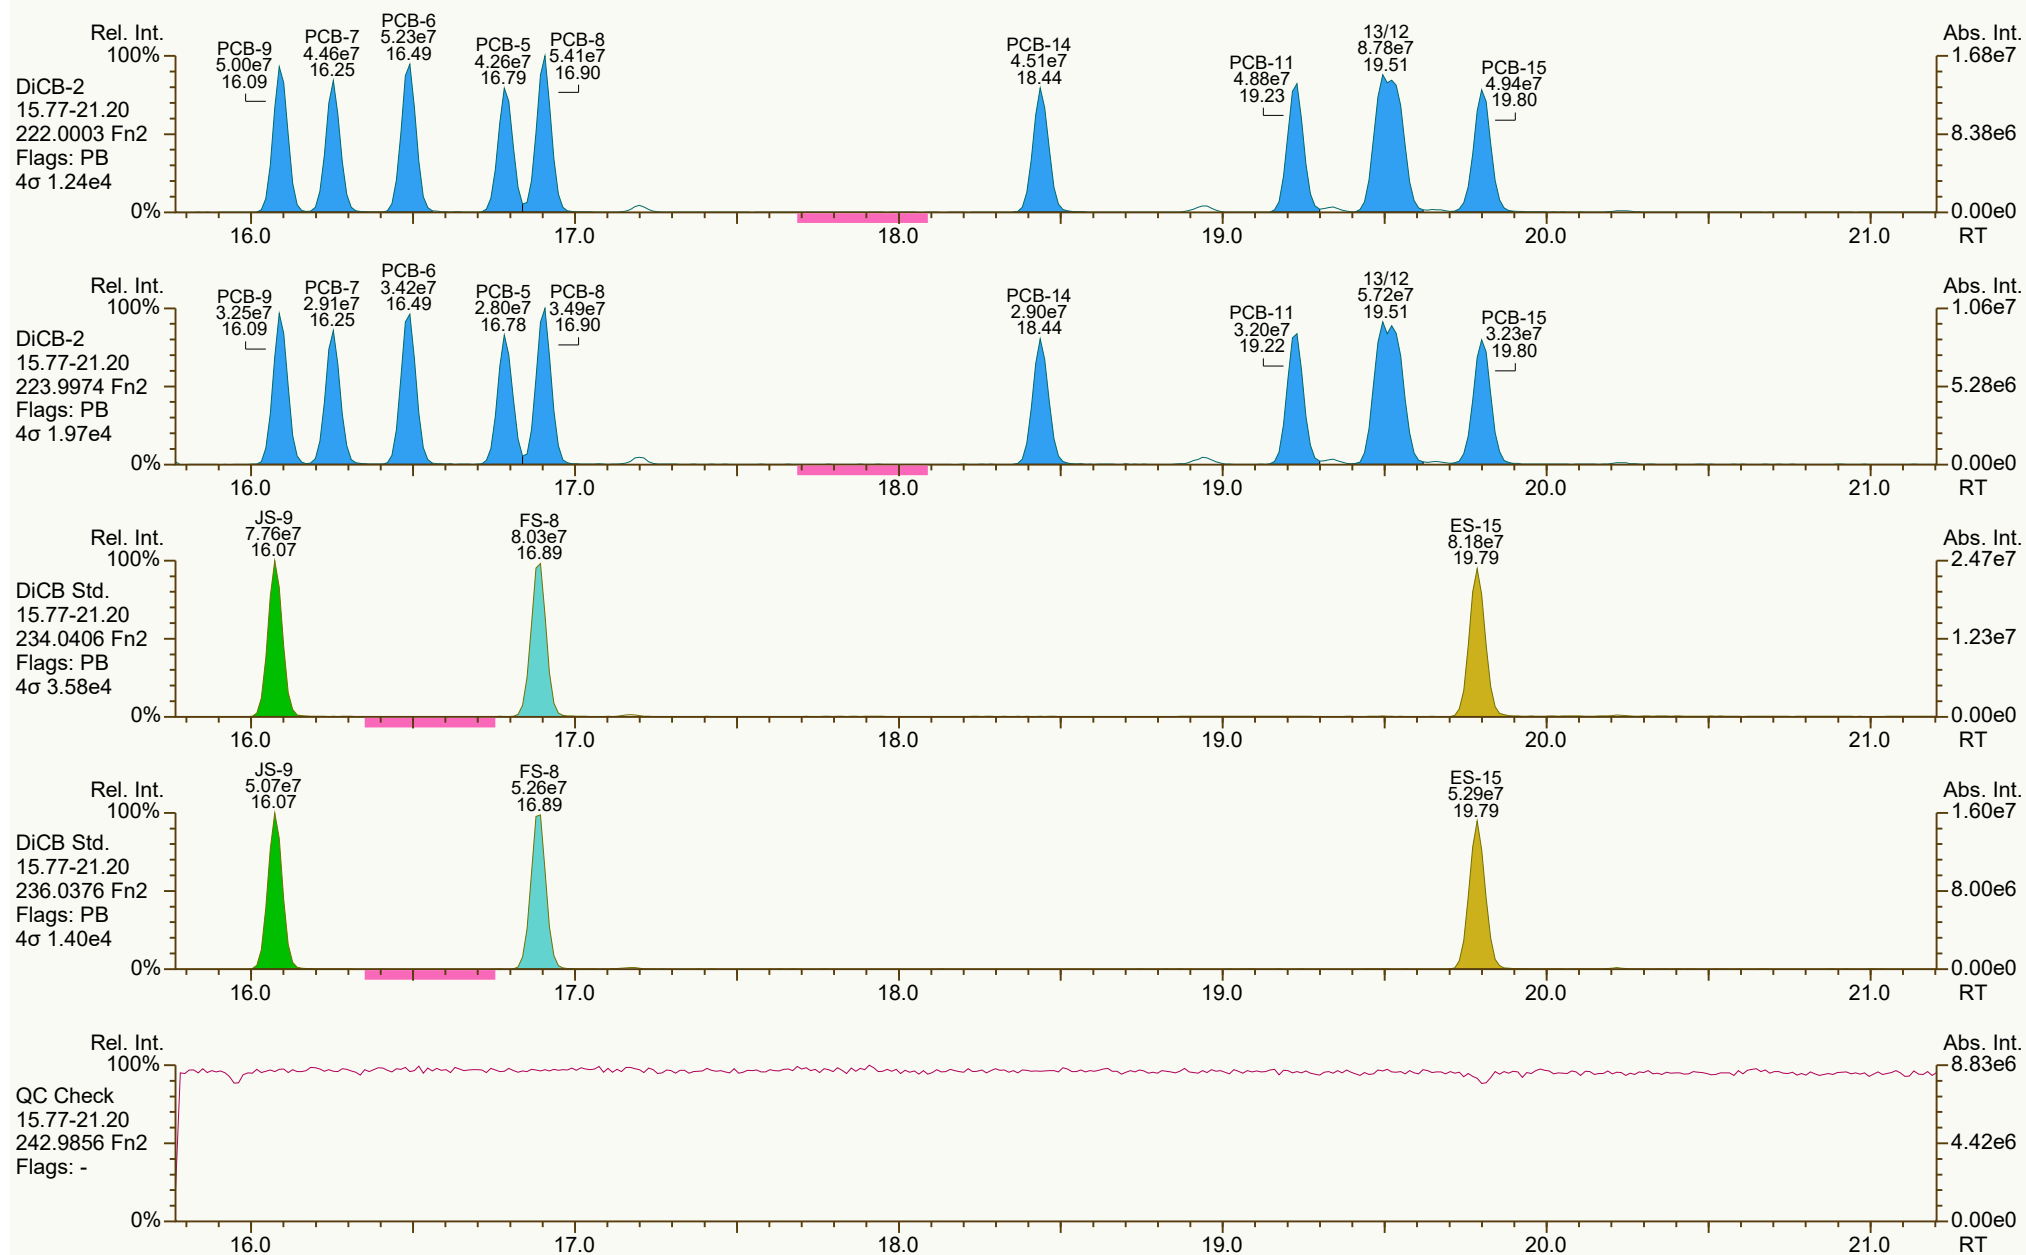 Rel. Int.
100%
0%
DiCB-2
15.77-21.20
222.0003 Fn2
Flags: PB
4σ 1.24e4
PCB-9
5.00e7
16.09
PCB-7
4.46e7
16.25
PCB-6
5.23e7
16.49
PCB-5
4.26e7
16.79
PCB-8
5.41e7
16.90
PCB-14
4.51e7
18.44
PCB-11
4.88e7
19.23
13/12
8.78e7
19.51
PCB-15
4.94e7
19.80
Abs. Int.
1.68e7
8.38e6
0.00e0
16.0 17.0 18.0 19.0 20.0 21.0 RT
Rel. Int.
100%
0%
DiCB-2
15.77-21.20
223.9974 Fn2
Flags: PB
4σ 1.97e4
PCB-9
3.25e7
16.09
PCB-7
2.91e7
16.25
PCB-6
3.42e7
16.49
PCB-5
2.80e7
16.78
PCB-8
3.49e7
16.90
PCB-14
2.90e7
18.44
PCB-11
3.20e7
19.22
13/12
5.72e7
19.51
PCB-15
3.23e7
19.80
Abs. Int.
1.06e7
5.28e6
0.00e0
16.0 17.0 18.0 19.0 20.0 21.0 RT
Rel. Int.
100%
0%
DiCB Std.
15.77-21.20
234.0406 Fn2
Flags: PB
4σ 3.58e4
JS-9
7.76e7
16.07
FS-8
8.03e7
16.89
ES-15
8.18e7
19.79
Abs. Int.
2.47e7
1.23e7
0.00e0
16.0 17.0 18.0 19.0 20.0 21.0 RT
Rel. Int.
100%
0%
DiCB Std.
15.77-21.20
236.0376 Fn2
Flags: PB
4σ 1.40e4
JS-9
5.07e7
16.07
FS-8
5.26e7
16.89
ES-15
5.29e7
19.79
Abs. Int.
1.60e7
8.00e6
0.00e0
16.0 17.0 18.0 19.0 20.0 21.0 RT
Rel. Int.
100%
0%
QC Check
15.77-21.20
242.9856 Fn2
Flags: -
Abs. Int.
8.83e6
4.42e6
0.00e0
16.0 17.0 18.0 19.0 20.0 21.0 RT